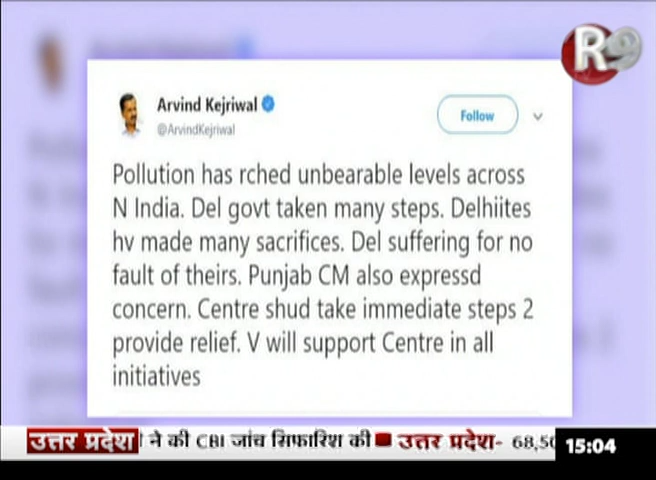 R9
Arvind Kejriwal
@ArvindKejriwal
Follow
Pollution has rched unbearable levels across
N India. Del govt taken many steps. Delhiites
hv made many sacrifices. Del suffering for no
fault of theirs. Punjab CM also expressd
concern. Centre shud take immediate steps 2
provide relief. V will support Centre in all
initiatives
उत्तर प्रदेश ने की CBI जांच सिफारिश की उत्तर प्रदेश- 68,50 15:04